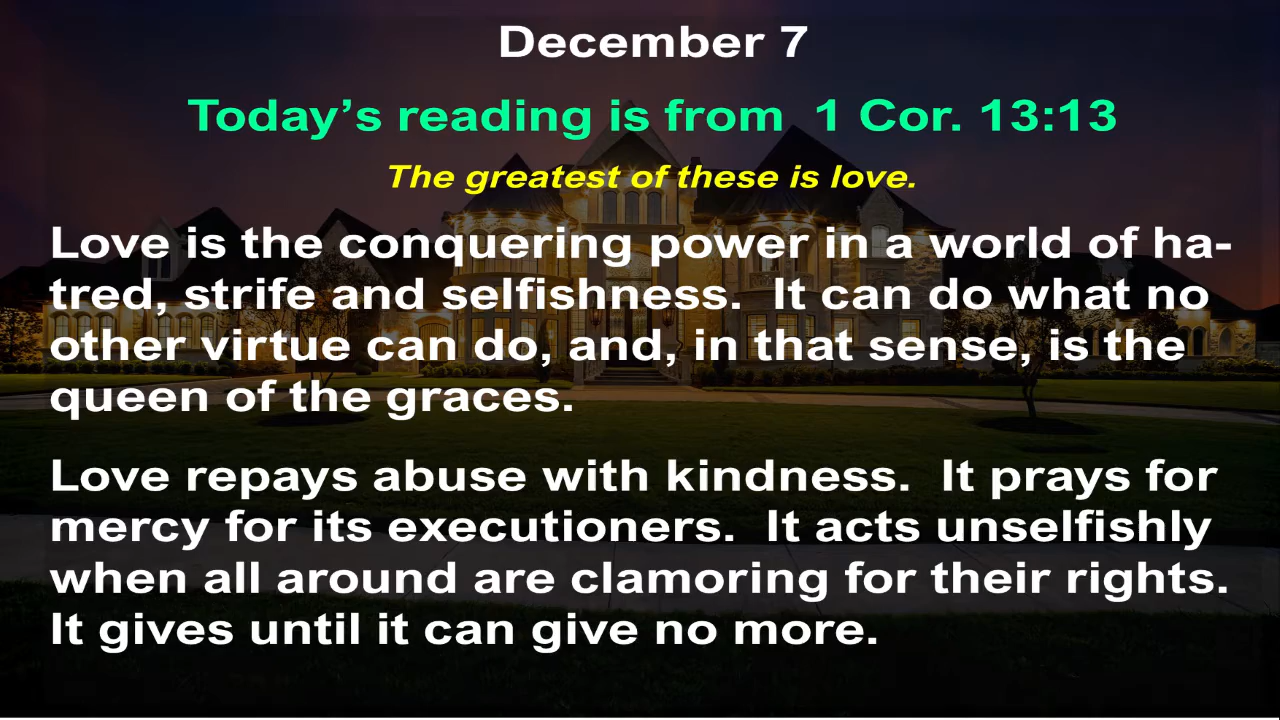 December 7
Today’s reading is from  1 Cor. 13:13
The greatest of these is love.
Love is the conquering power in a world of ha-
tred, strife and selfishness.  It can do what no
other virtue can do, and, in that sense, is the
queen of the graces.
Love repays abuse with kindness.  It prays for
mercy for its executioners.  It acts unselfishly
when all around are clamoring for their rights.
It gives until it can give no more.